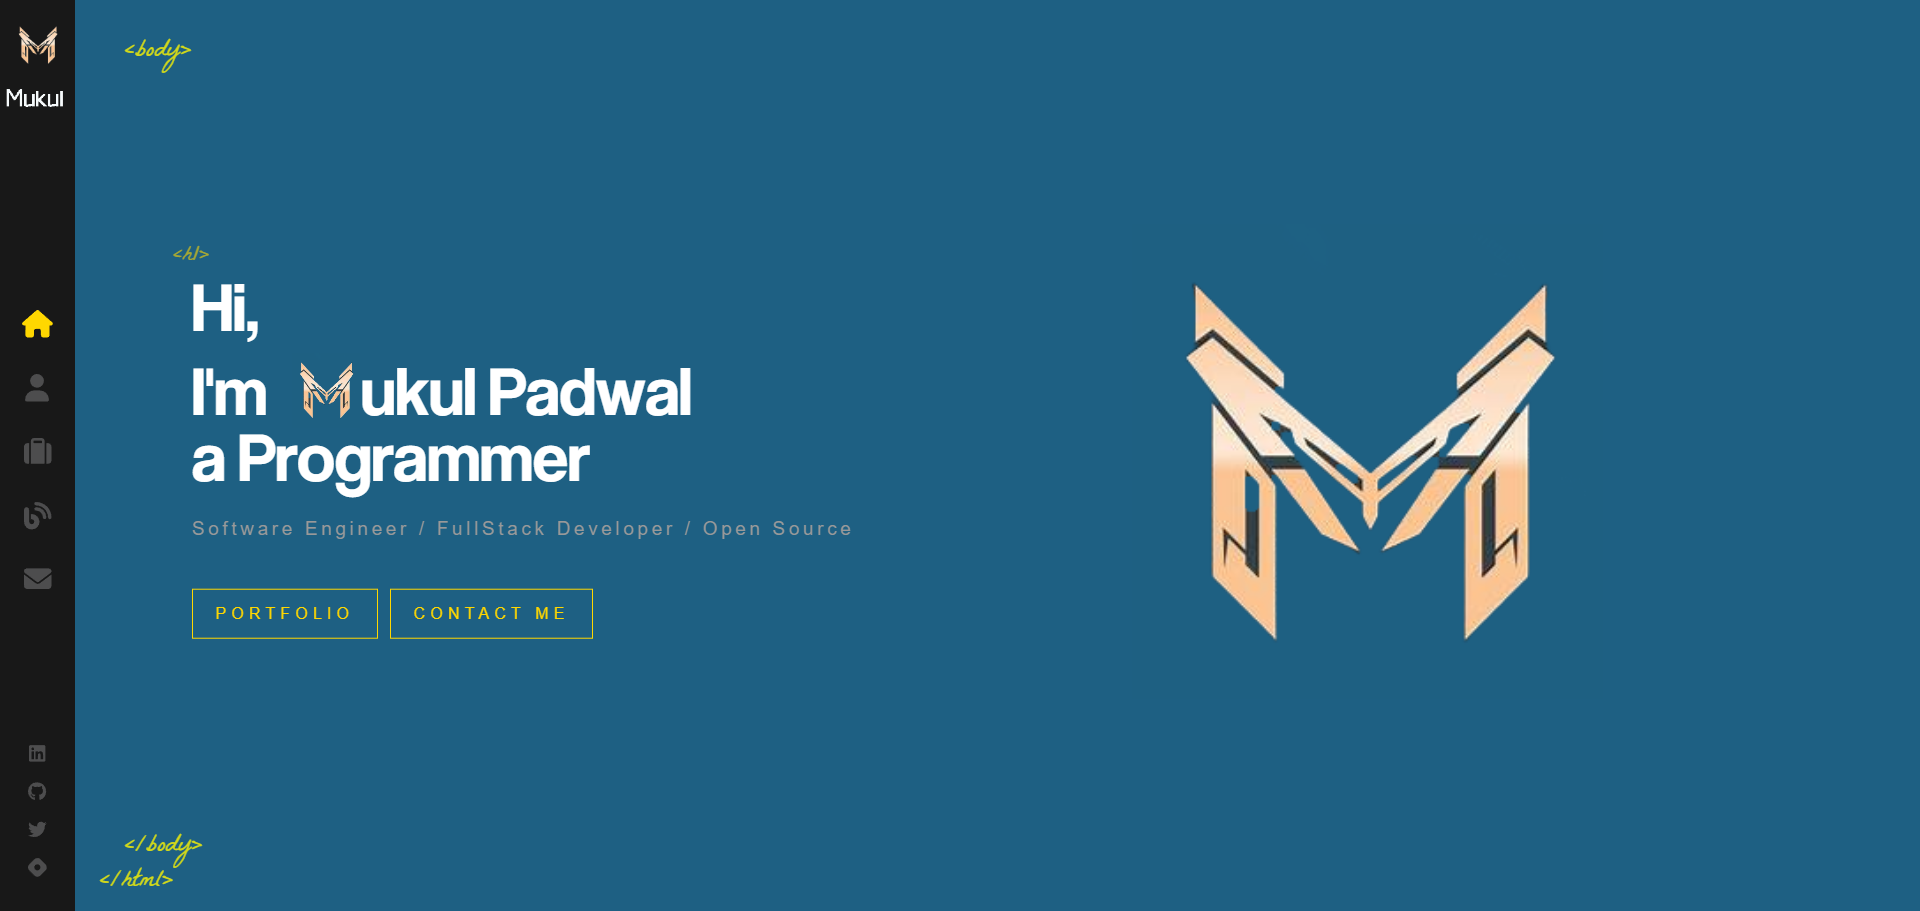 Mukul
<body>
<h1>
Hi,
I'm Mukul Padwal
a Programmer
Software Engineer / FullStack Developer / Open Source
PORTFOLIO CONTACT ME
</body>
</html>